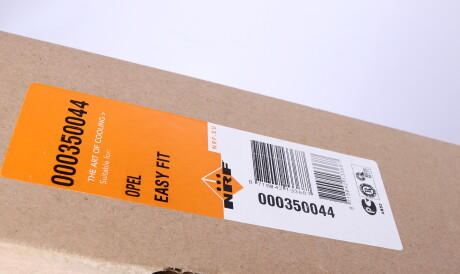 000350044
THE ART OF COOLING >
Suitable for:
OPEL
EASY FIT
NRF.EU
NRF
000350044